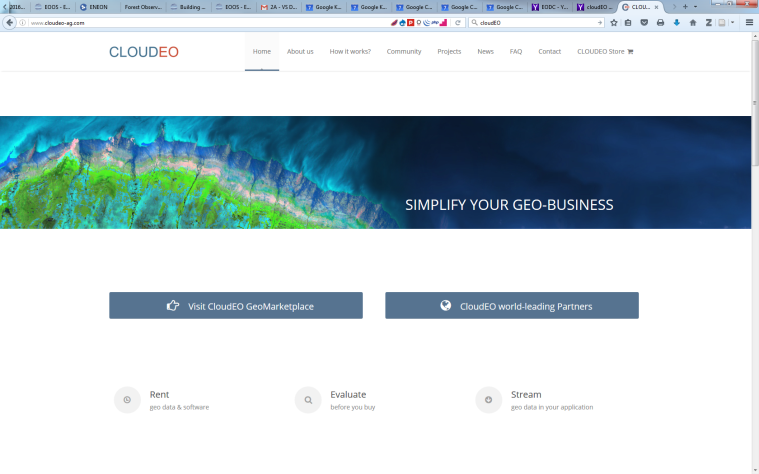 2016...
EOOS - E...
ENEON
Forest Observ...
Building ...
EOOS - E...
2A - VS D...
Google K...
Google K...
Google C...
Google C...
Google C...
EODC - Y...
cloudEO ...
CLOU...
www.cloudeo-ag.com
cloudEO
CLOUDEO
Home
About us
How it works?
Community
Projects
News
FAQ
Contact
CLOUDEO Store
SIMPLIFY YOUR GEO-BUSINESS
Visit CloudEO GeoMarketplace
CloudEO world-leading Partners
Rent
geo data & software
Evaluate
before you buy
Stream
geo data in your application